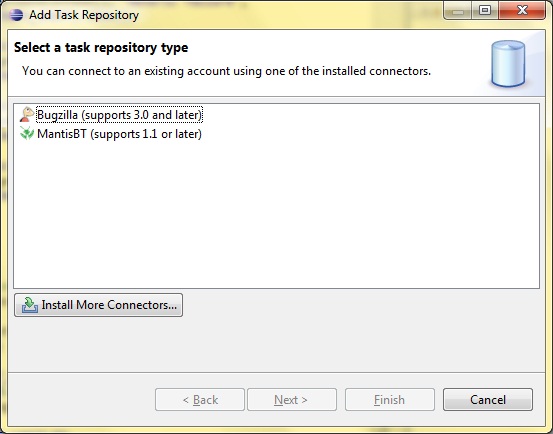 Add Task Repository
Select a task repository type
You can connect to an existing account using one of the installed connectors.
Bugzilla (supports 3.0 and later)
MantisBT (supports 1.1 or later)
Install More Connectors...
< Back
Next >
Finish
Cancel